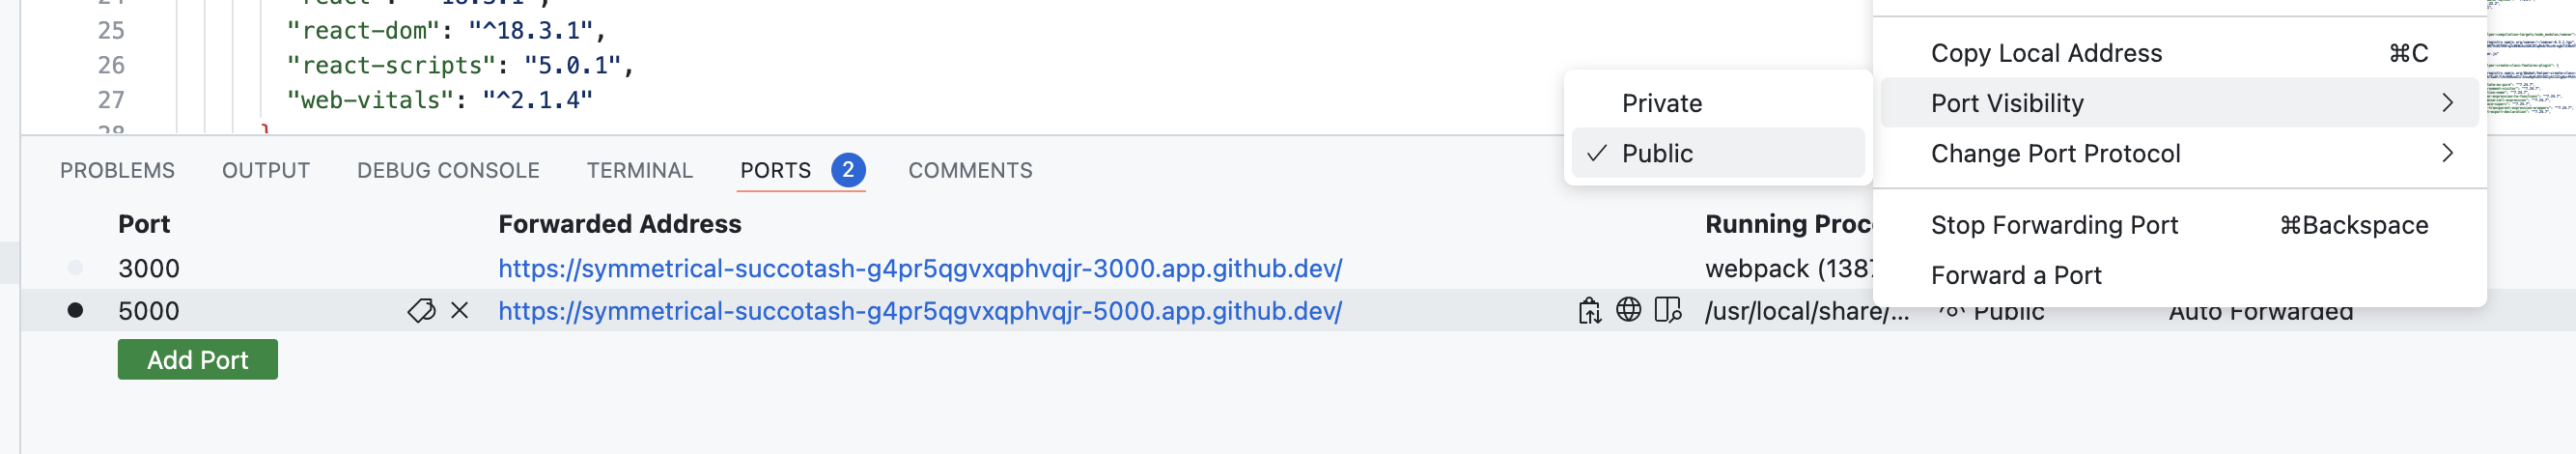 25 "react-dom": "^18.3.1",
26 "react-scripts": "5.0.1",
27 "web-vitals": "^2.1.4"
}
Copy Local Address ⌘C
Port Visibility
Private
Public
Change Port Protocol
Stop Forwarding Port ⌘Backspace
Forward a Port
PROBLEMS OUTPUT DEBUG CONSOLE TERMINAL PORTS 2 COMMENTS
Port Forwarded Address Running Proc
3000 https://symmetrical-succotash-g4pr5qgvxqphvqjr-3000.app.github.dev/ webpack (1387
5000 https://symmetrical-succotash-g4pr5qgvxqphvqjr-5000.app.github.dev/ /usr/local/share/... Public Auto Forwarded
Add Port